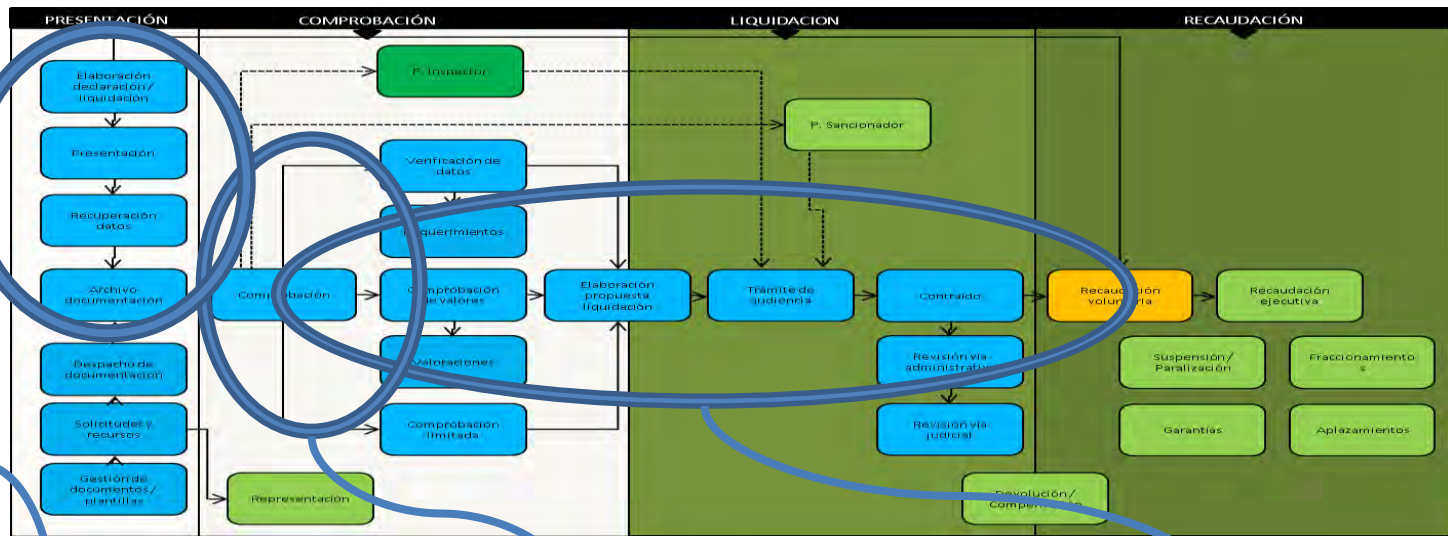 PRESENTACIÓN
COMPROBACIÓN
LIQUIDACION
RECAUDACIÓN
Elaboración
declaración/
liquidación
Presentación
Recuperación
datos
Archivo
documentación
Despacho de
documentación
Solicitudes y
recursos
Gestión de
documentos/
plantillas
P. Inspector
Verificación de
datos
Requerimientos
Comprobación
Comprobación
de valores
Valoraciones
Comprobación
limitada
Representación
Elaboración
propuesta
liquidación
P. Sancionador
Trámite de
audiencia
Contraído
Revisión vía
administrativa
Revisión vía
judicial
Devolución/
Compensación
Recaudación
voluntaria
Recaudación
ejecutiva
Suspensión/
Paralización
Fraccionamiento
s
Garantías
Aplazamientos